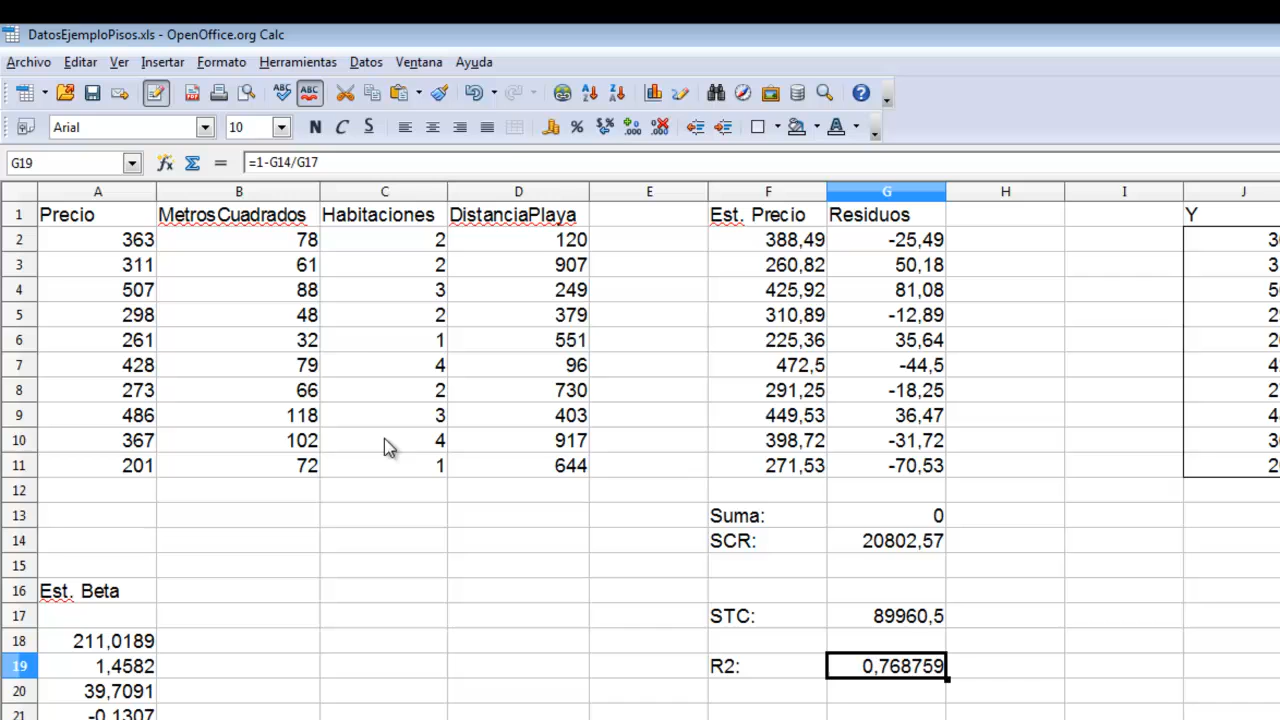 DatosEjemploPisos.xls - OpenOffice.org Calc
Archivo Editar Ver Insertar Formato Herramientas Datos Ventana Ayuda
ABC ABC
Arial 10 N C S % A
G19 fx Σ = =1-G14/G17
A B C D E F G H I J
1 Precio MetrosCuadrados Habitaciones DistanciaPlaya Est. Precio Residuos Y
2 363 78 2 120 388,49 -25,49
3 311 61 2 907 260,82 50,18
4 507 88 3 249 425,92 81,08
5 298 48 2 379 310,89 -12,89
6 261 32 1 551 225,36 35,64
7 428 79 4 96 472,5 -44,5
8 273 66 2 730 291,25 -18,25
9 486 118 3 403 449,53 36,47
10 367 102 4 917 398,72 -31,72
11 201 72 1 644 271,53 -70,53
12
13 Suma: 0
14 SCR: 20802,57
15
16 Est. Beta
17 STC: 89960,5
18 211,0189
19 1,4582 R2: 0,768759
20 39,7091
21 -0,1307